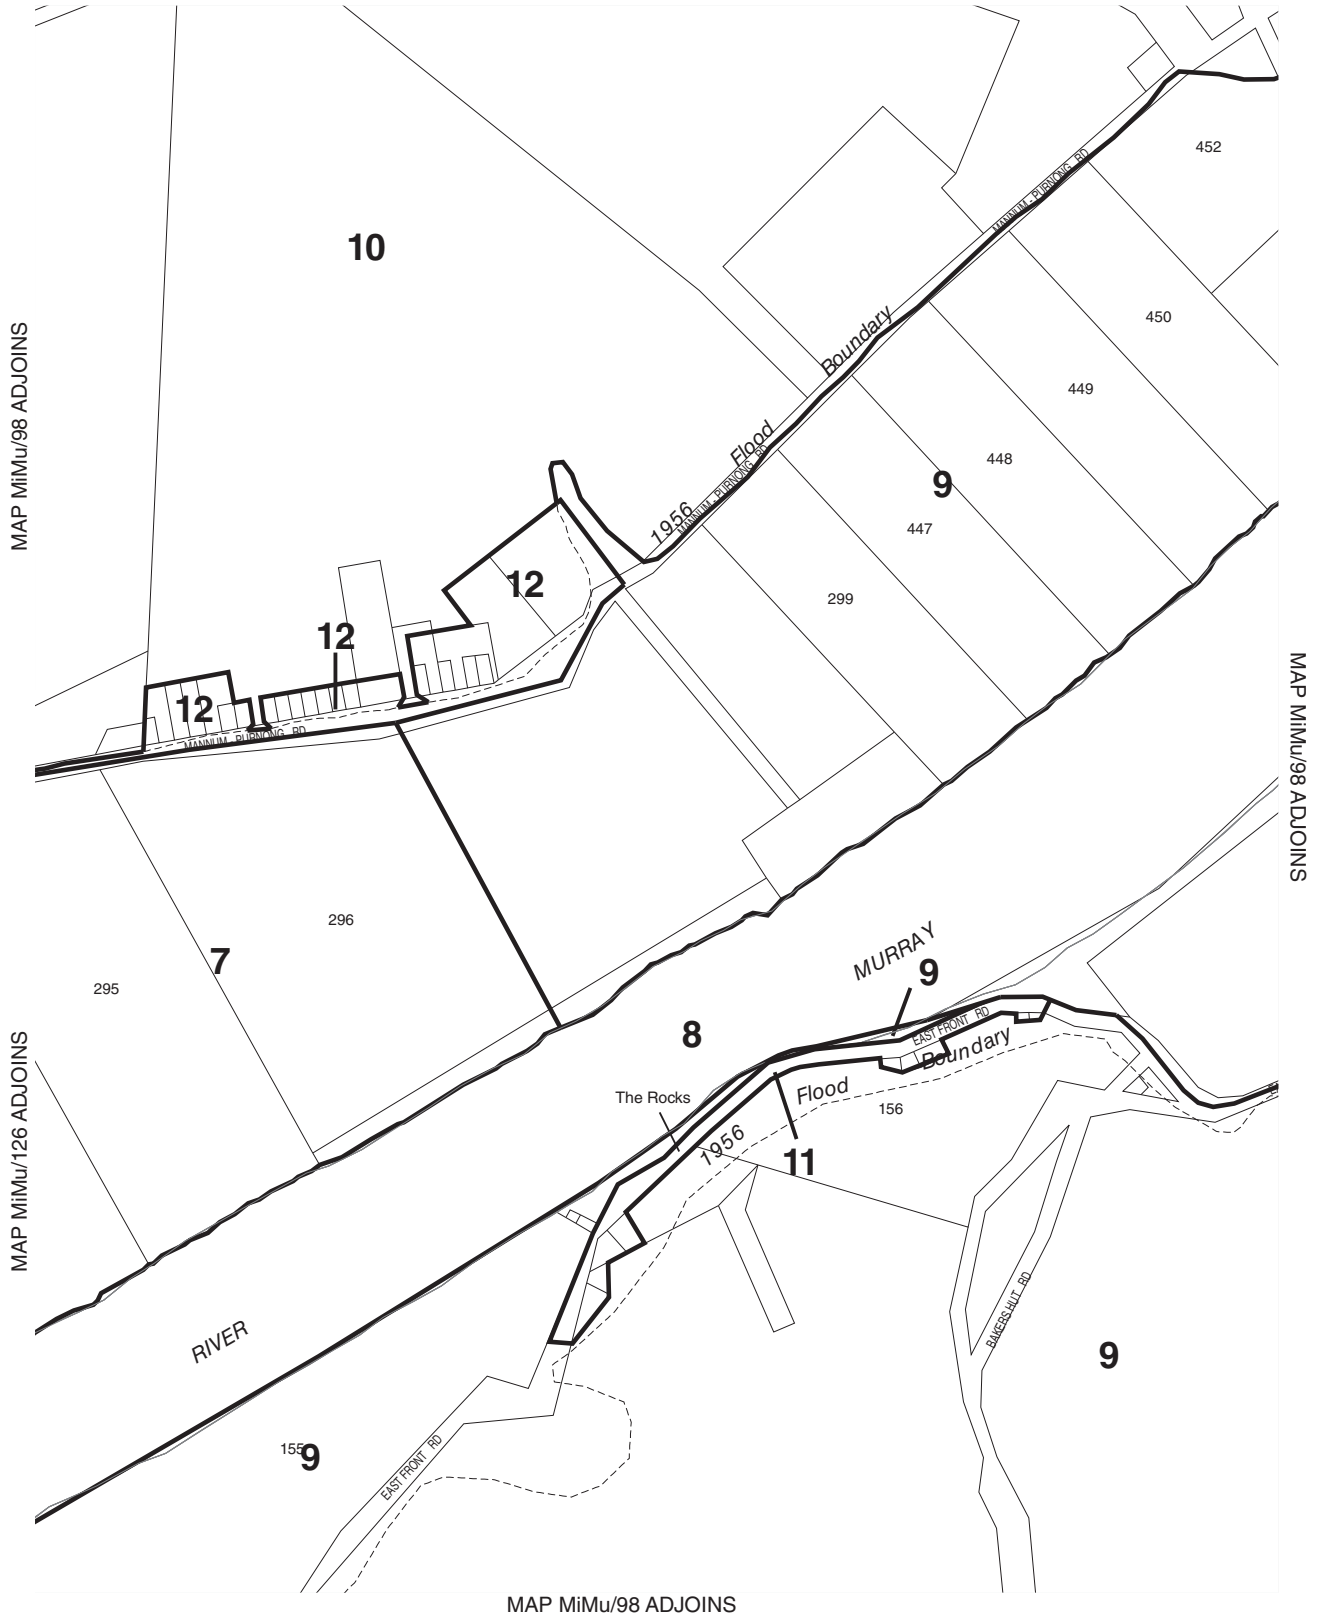 452
MANNUM - PURNONG RD
10
450
Boundary
MAP MiMu/98 ADJOINS
449
Flood
448
MANNUM - PURNONG RD
9
1956
447
12
299
12
12
MANNUM - PURNONG RD
MAP MiMu/98 ADJOINS
296
7
295
MURRAY
9
8
EAST FRONT RD
Boundary
The Rocks
Flood
156
MAP MiMu/126 ADJOINS
1956
11
BAKERS HUT RD
RIVER
9
155
9
EAST FRONT RD
MAP MiMu/98 ADJOINS